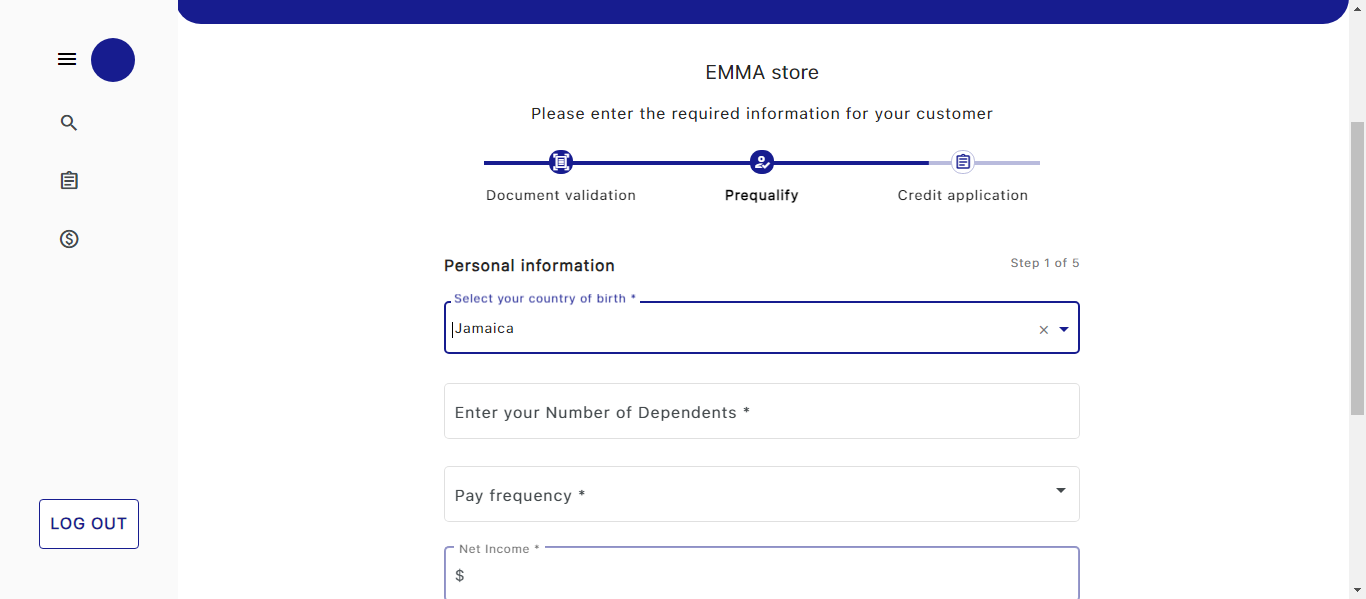 EMMA store
Please enter the required information for your customer
Document validation
Prequalify
Credit application
Personal information
Step 1 of 5
Select your country of birth *
Jamaica
Enter your Number of Dependents *
Pay frequency *
Net Income *
$
LOG OUT